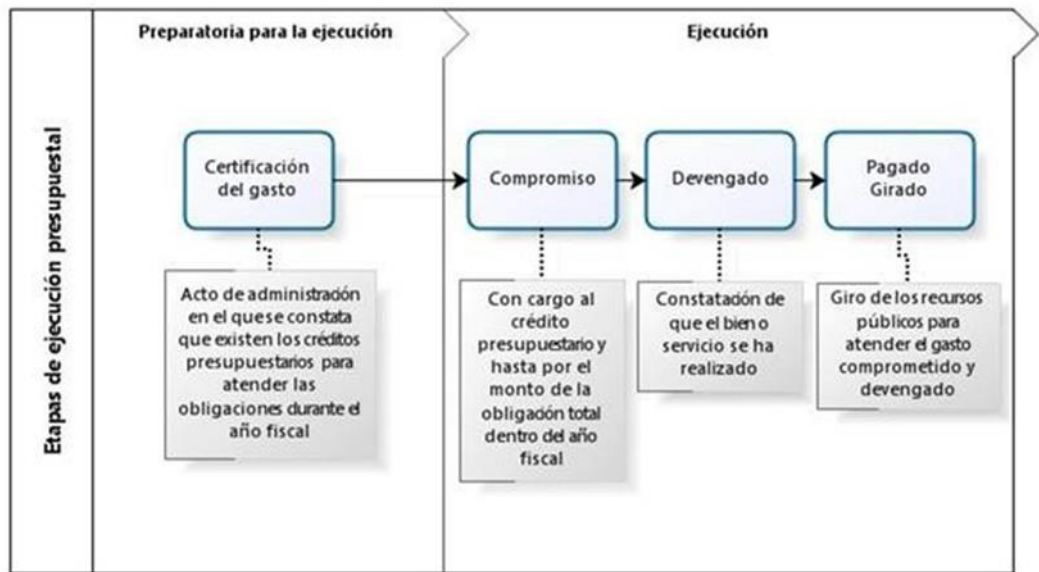 Etapas de ejecución presupuestal
Preparatoria para la ejecución
Ejecución
Certificación
del gasto
Compromiso
Devengado
Pagado
Girado
Acto de administración
en el que se constata
que existen los créditos
presupuestarios para
atender las
obligaciones durante el
año fiscal
Con cargo al
crédito
presupuestario y
hasta por el
monto de la
obligación total
dentro del año
fiscal
Constatación de
que el bien o
servicio se ha
realizado
Giro de los recursos
públicos para
atender el gasto
comprometido y
devengado